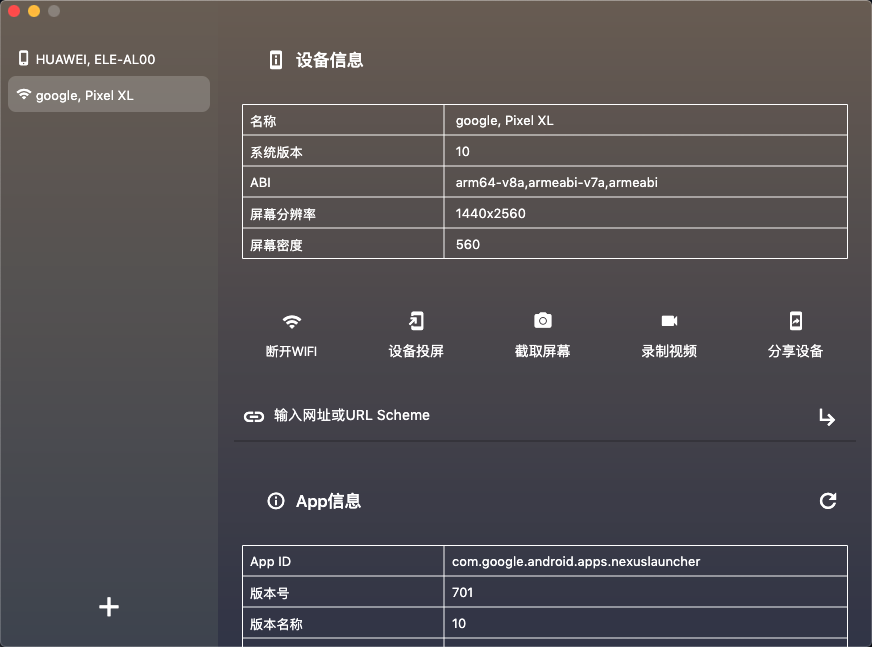 HUAWEI, ELE-AL00
google, Pixel XL
设备信息
名称 google, Pixel XL
系统版本 10
ABI arm64-v8a,armeabi-v7a,armeabi
屏幕分辨率 1440x2560
屏幕密度 560
断开WIFI 设备投屏 截取屏幕 录制视频 分享设备
输入网址或URL Scheme
App信息
App ID com.google.android.apps.nexuslauncher
版本号 701
版本名称 10